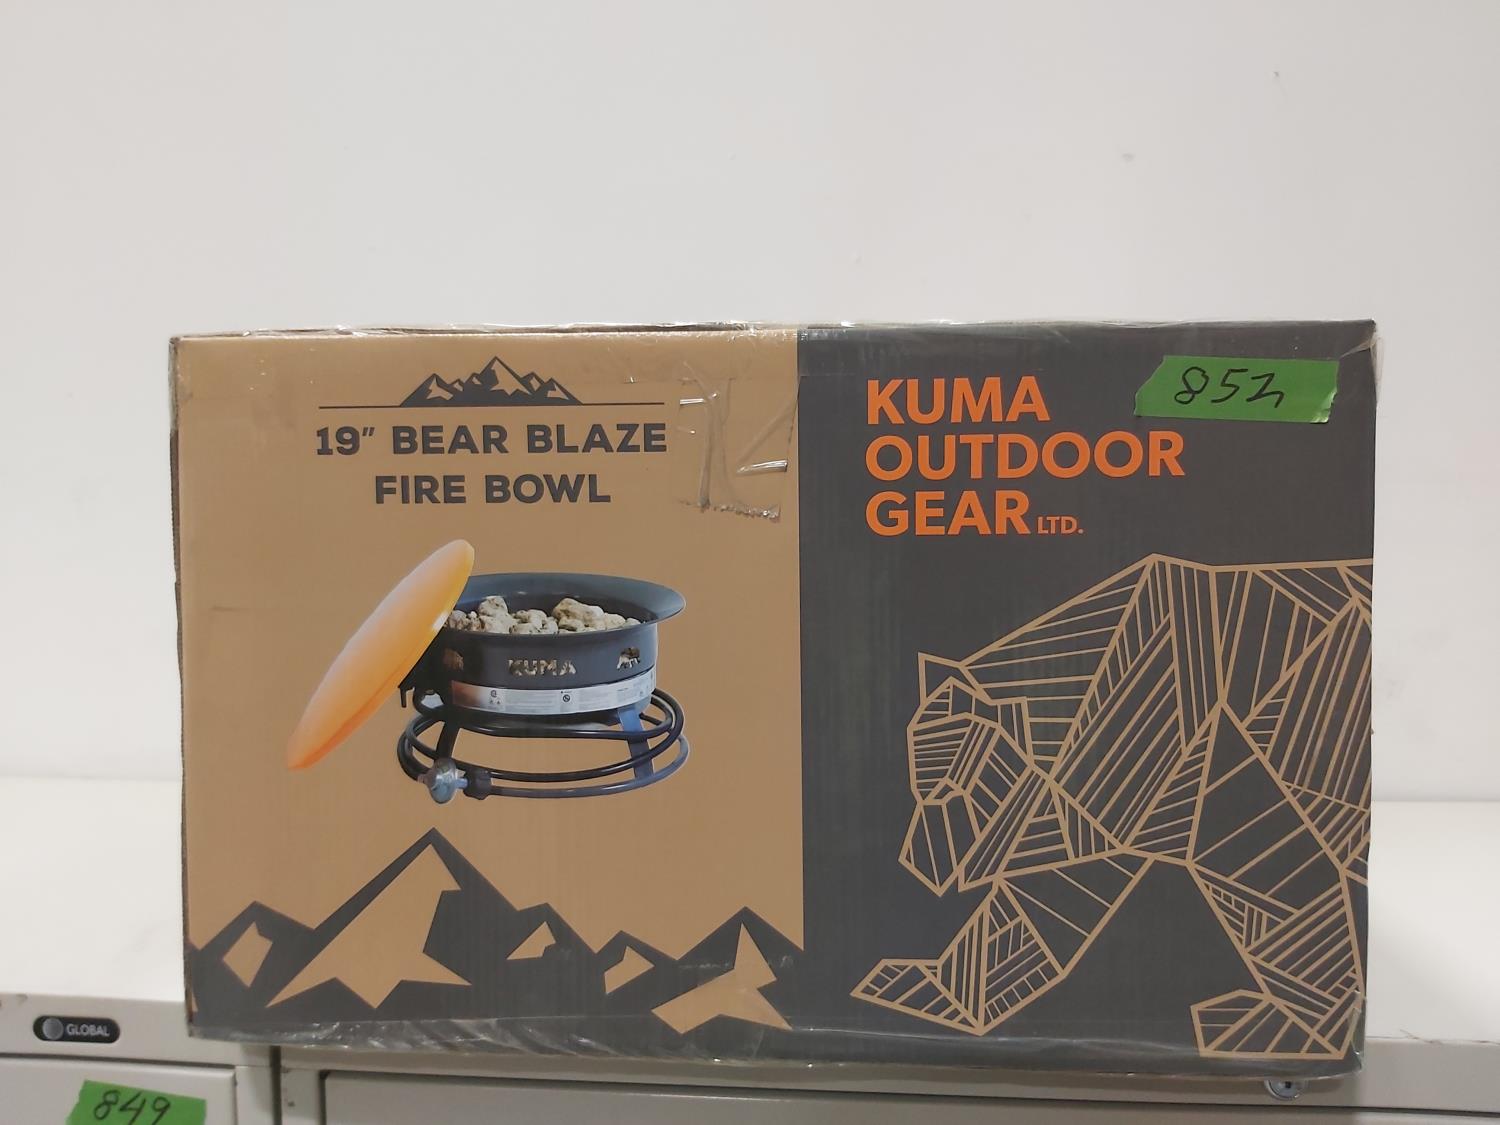 19" BEAR BLAZE
FIRE BOWL
KUMA
OUTDOOR
GEAR LTD.
852
KUMA
GLOBAL
849